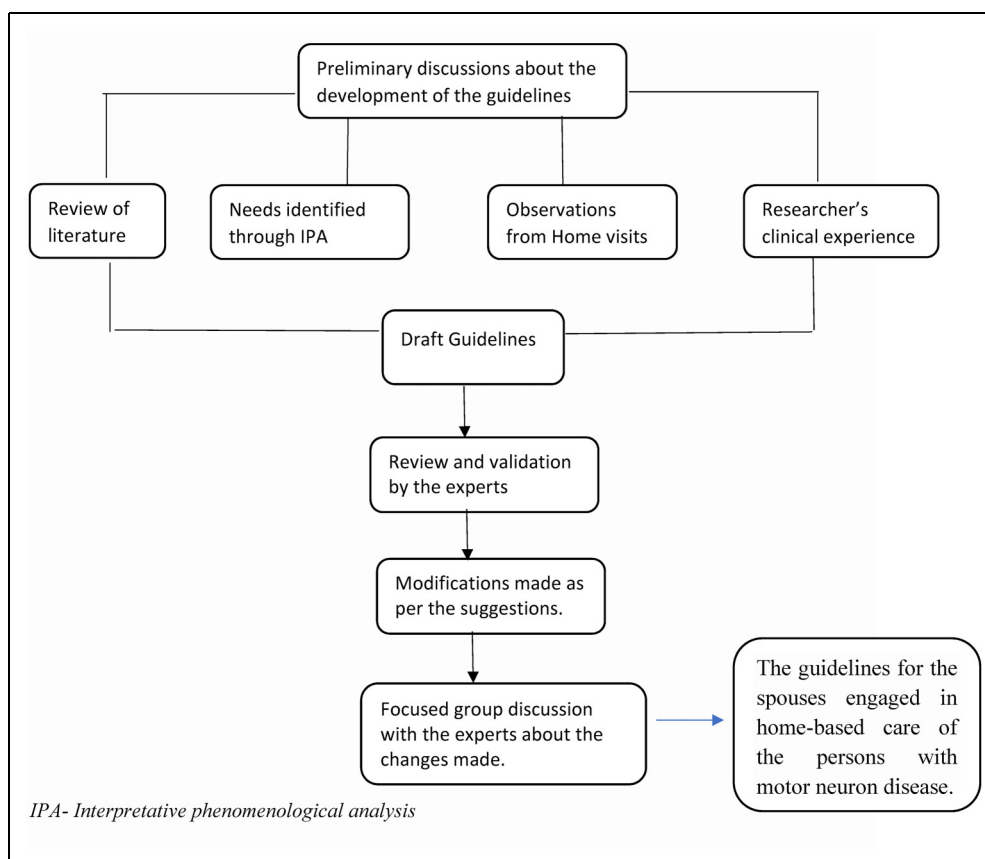 Preliminary discussions about the
development of the guidelines
Review of
literature
Needs identified
through IPA
Observations
from Home visits
Researcher’s
clinical experience
Draft Guidelines
Review and validation
by the experts
Modifications made as
per the suggestions.
Focused group discussion
with the experts about the
changes made.
The guidelines for the
spouses engaged in
home-based care of
the persons with
motor neuron disease.
IPA- Interpretative phenomenological analysis